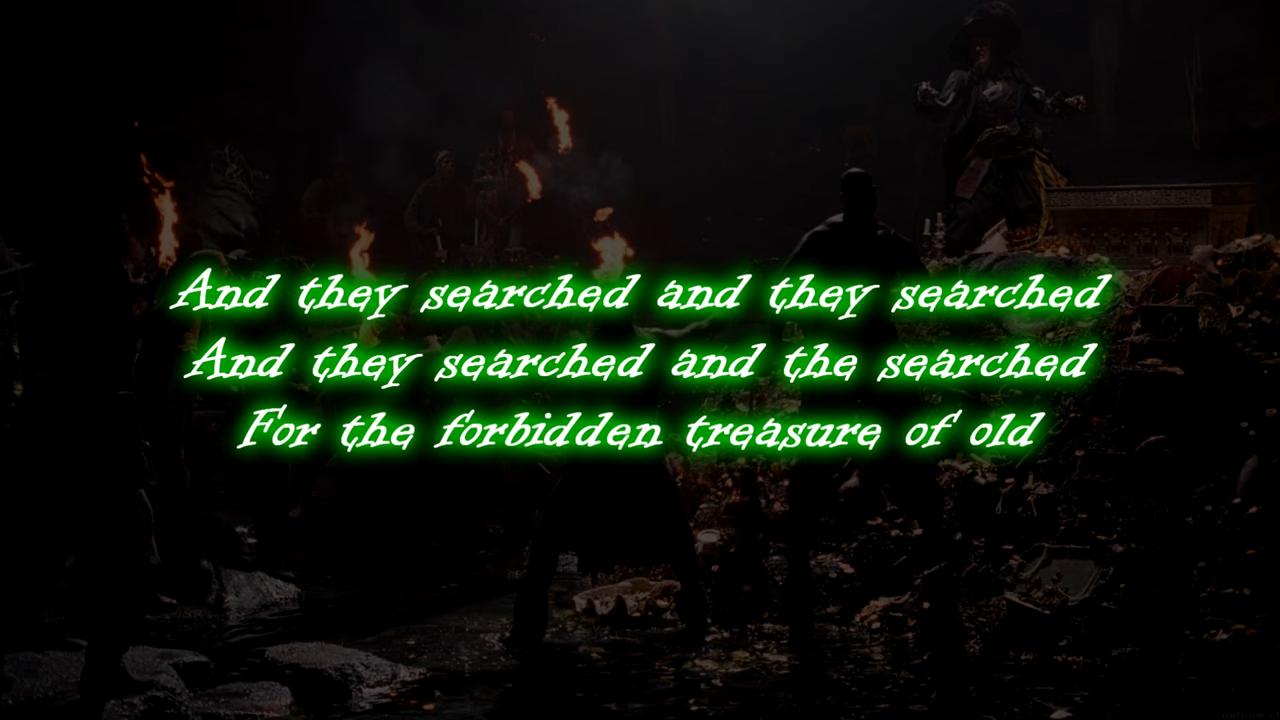 And they searched and they searched
And they searched and the searched
For the forbidden treasure of old